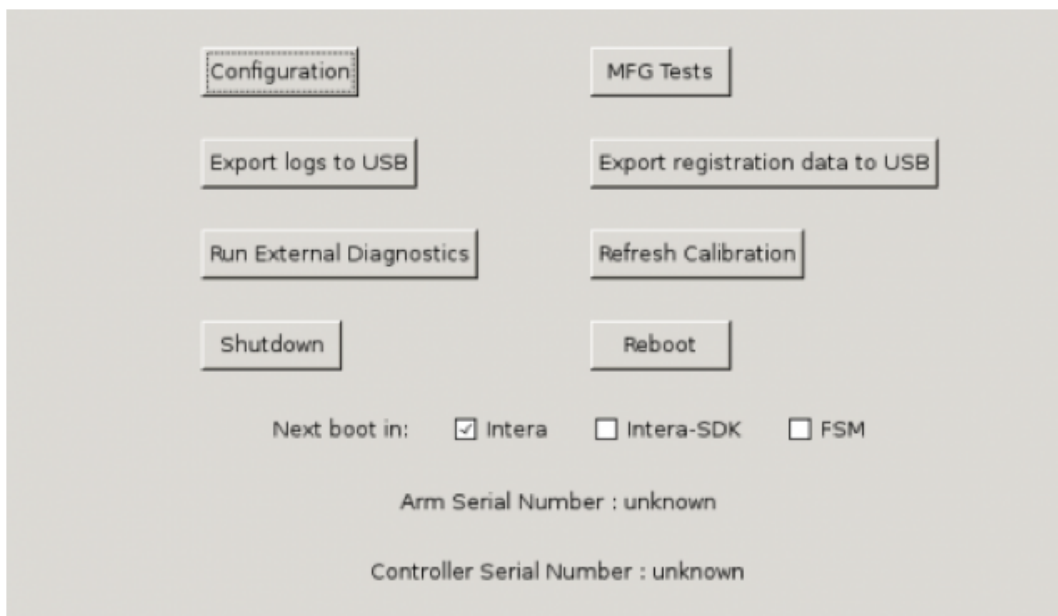 Configuration
MFG Tests
Export logs to USB
Export registration data to USB
Run External Diagnostics
Refresh Calibration
Shutdown
Reboot
Next boot in: Intera Intera-SDK FSM
Arm Serial Number : unknown
Controller Serial Number : unknown